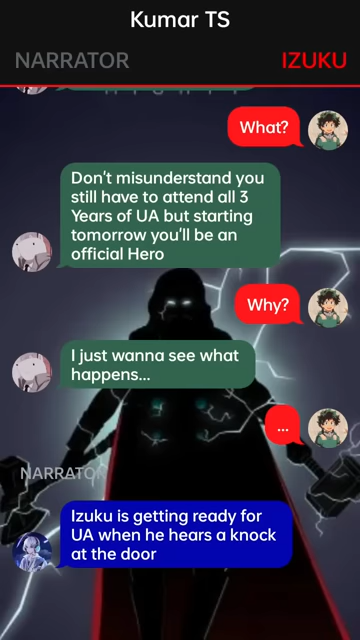 Kumar TS
NARRATOR
IZUKU
What?
Don't misunderstand you
still have to attend all 3
Years of UA but starting
tomorrow you'll be an
official Hero
Why?
I just wanna see what
happens...
...
NARRATOR
Izuku is getting ready for
UA when he hears a knock
at the door